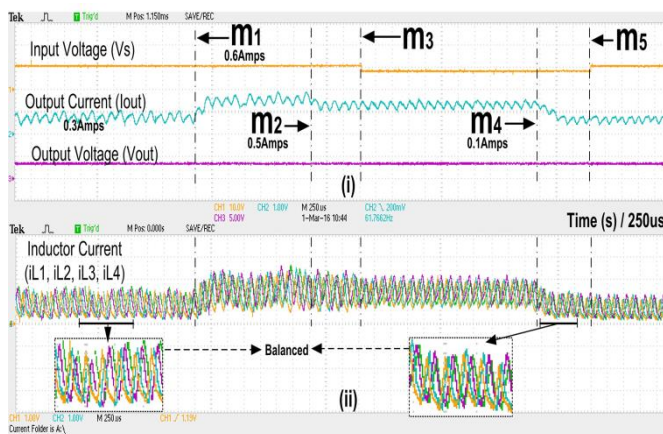 Tek Trig'd M Pos: 1.150ms SAVE/REC
Input Voltage (Vs)
m1
0.6Amps
m3
m5
Output Current (Iout)
0.3Amps
m2
0.5Amps
m4
0.1Amps
Output Voltage (Vout)
(i)
CH1 10.0V CH2 1.00V M 250us CH2 200mV
CH3 5.00V 1-Mar-16 10:44 61.7662Hz
Time (s) / 250us
Tek Trig'd M Pos: 0.000s SAVE/REC
Inductor Current
(iL1, iL2, iL3, iL4)
Balanced
(ii)
CH1 1.00V CH2 1.00V M 250us CH1 / 1.19V
Current Folder is A:\